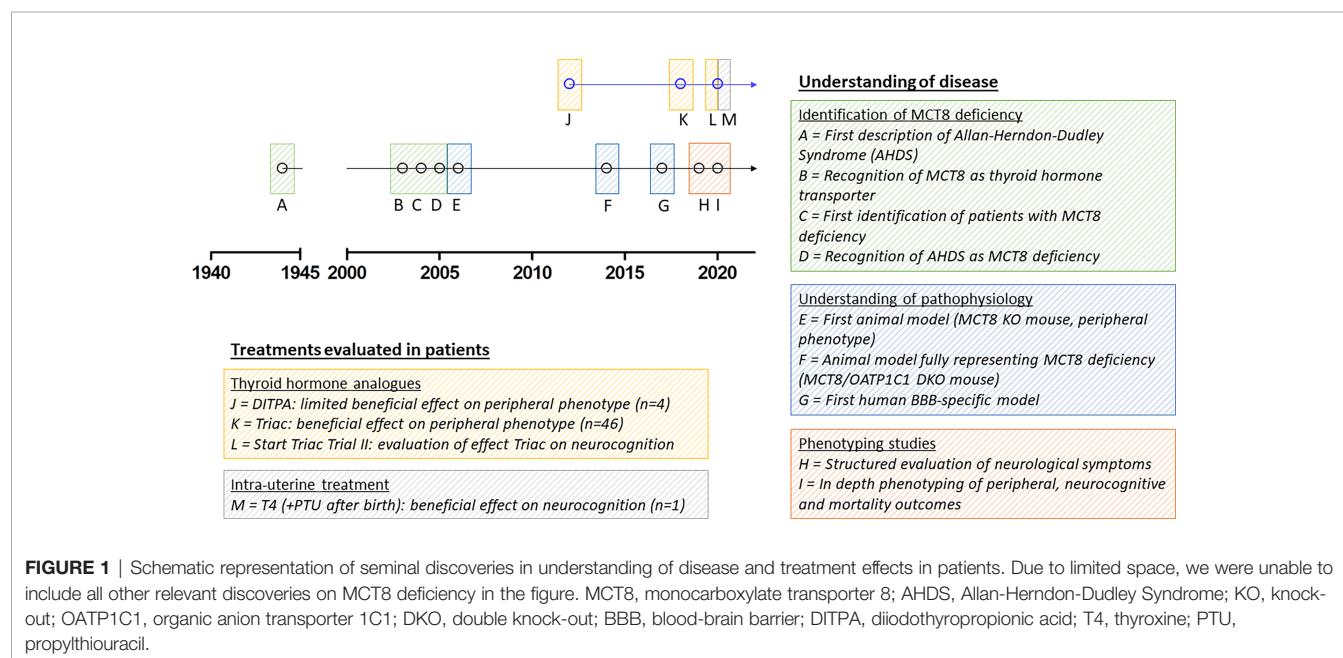 J K L M
A B C D E F G H I
1940 1945 2000 2005 2010 2015 2020
Treatments evaluated in patients
Thyroid hormone analogues
J = DITPA: limited beneficial effect on peripheral phenotype (n=4)
K = Triac: beneficial effect on peripheral phenotype (n=46)
L = Start Triac Trial II: evaluation of effect Triac on neurocognition
Intra-uterine treatment
M = T4 (+PTU after birth): beneficial effect on neurocognition (n=1)
Understanding of disease
Identification of MCT8 deficiency
A = First description of Allan-Herndon-Dudley
Syndrome (AHDS)
B = Recognition of MCT8 as thyroid hormone
transporter
C = First identification of patients with MCT8
deficiency
D = Recognition of AHDS as MCT8 deficiency
Understanding of pathophysiology
E = First animal model (MCT8 KO mouse, peripheral
phenotype)
F = Animal model fully representing MCT8 deficiency
(MCT8/OATP1C1 DKO mouse)
G = First human BBB-specific model
Phenotyping studies
H = Structured evaluation of neurological symptoms
I = In depth phenotyping of peripheral, neurocognitive
and mortality outcomes
FIGURE 1 | Schematic representation of seminal discoveries in understanding of disease and treatment effects in patients. Due to limited space, we were unable to
include all other relevant discoveries on MCT8 deficiency in the figure. MCT8, monocarboxylate transporter 8; AHDS, Allan-Herndon-Dudley Syndrome; KO, knock-
out; OATP1C1, organic anion transporter 1C1; DKO, double knock-out; BBB, blood-brain barrier; DITPA, diiodothyropropionic acid; T4, thyroxine; PTU,
propylthiouracil.